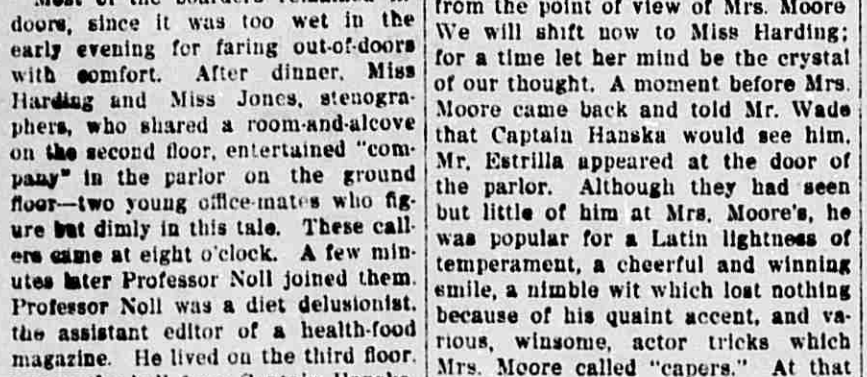 doors, since it was too wet in the
early evening for faring out-of-doors
with comfort. After dinner, Miss
Harding and Miss Jones, stenogra-
phers, who shared a room-and-alcove
on the second floor, entertained "com-
pany" in the parlor on the ground
floor—two young office-mates who fig-
ure but dimly in this tale. These call-
ers came at eight o'clock. A few min-
utes later Professor Noll joined them.
Professor Noll was a diet delusionist,
the assistant editor of a health-food
magazine. He lived on the third floor,
from the point of view of Mrs. Moore
We will shift now to Miss Harding;
for a time let her mind be the crystal
of our thought. A moment before Mrs.
Moore came back and told Mr. Wade
that Captain Hanska would see him,
Mr. Estrilla appeared at the door of
the parlor. Although they had seen
but little of him at Mrs. Moore's, he
was popular for a Latin lightness of
temperament, a cheerful and winning
smile, a nimble wit which lost nothing
because of his quaint accent, and va-
rious, winsome, actor tricks which
Mrs. Moore called "capers." At that